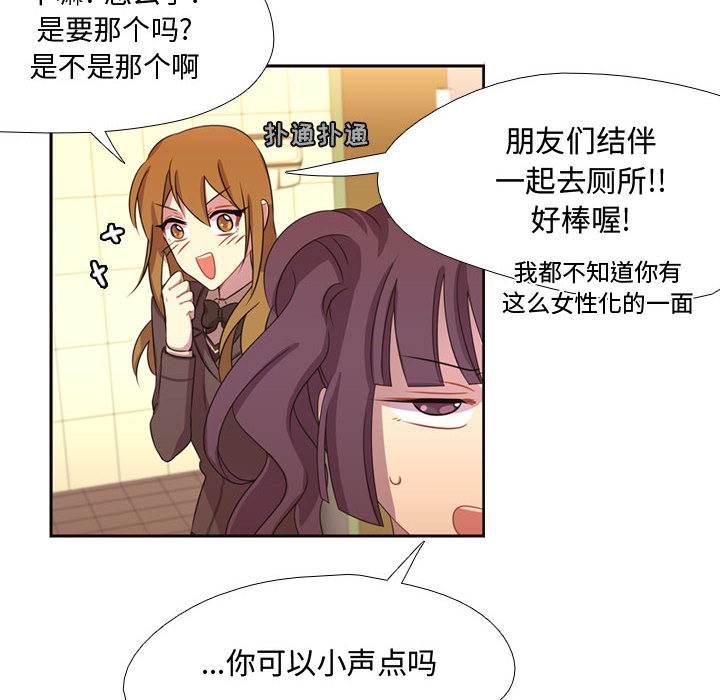 是要那个吗?
是不是那个啊
扑通扑通
朋友们结伴
一起去厕所!!
好棒喔!
我都不知道你有
这么女性化的一面
...你可以小声点吗